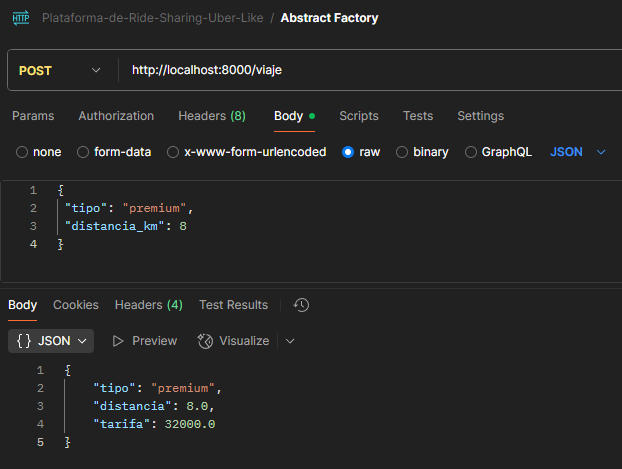 HTTP Plataforma-de-Ride-Sharing-Uber-Like / Abstract Factory
POST http://localhost:8000/viaje
Params Authorization Headers (8) Body Scripts Tests Settings
none form-data x-www-form-urlencoded raw binary GraphQL JSON
1 {
2 "tipo": "premium",
3 "distancia_km": 8
4 }
Body Cookies Headers (4) Test Results
{} JSON Preview Visualize
1 {
2 "tipo": "premium",
3 "distancia": 8.0,
4 "tarifa": 32000.0
5 }